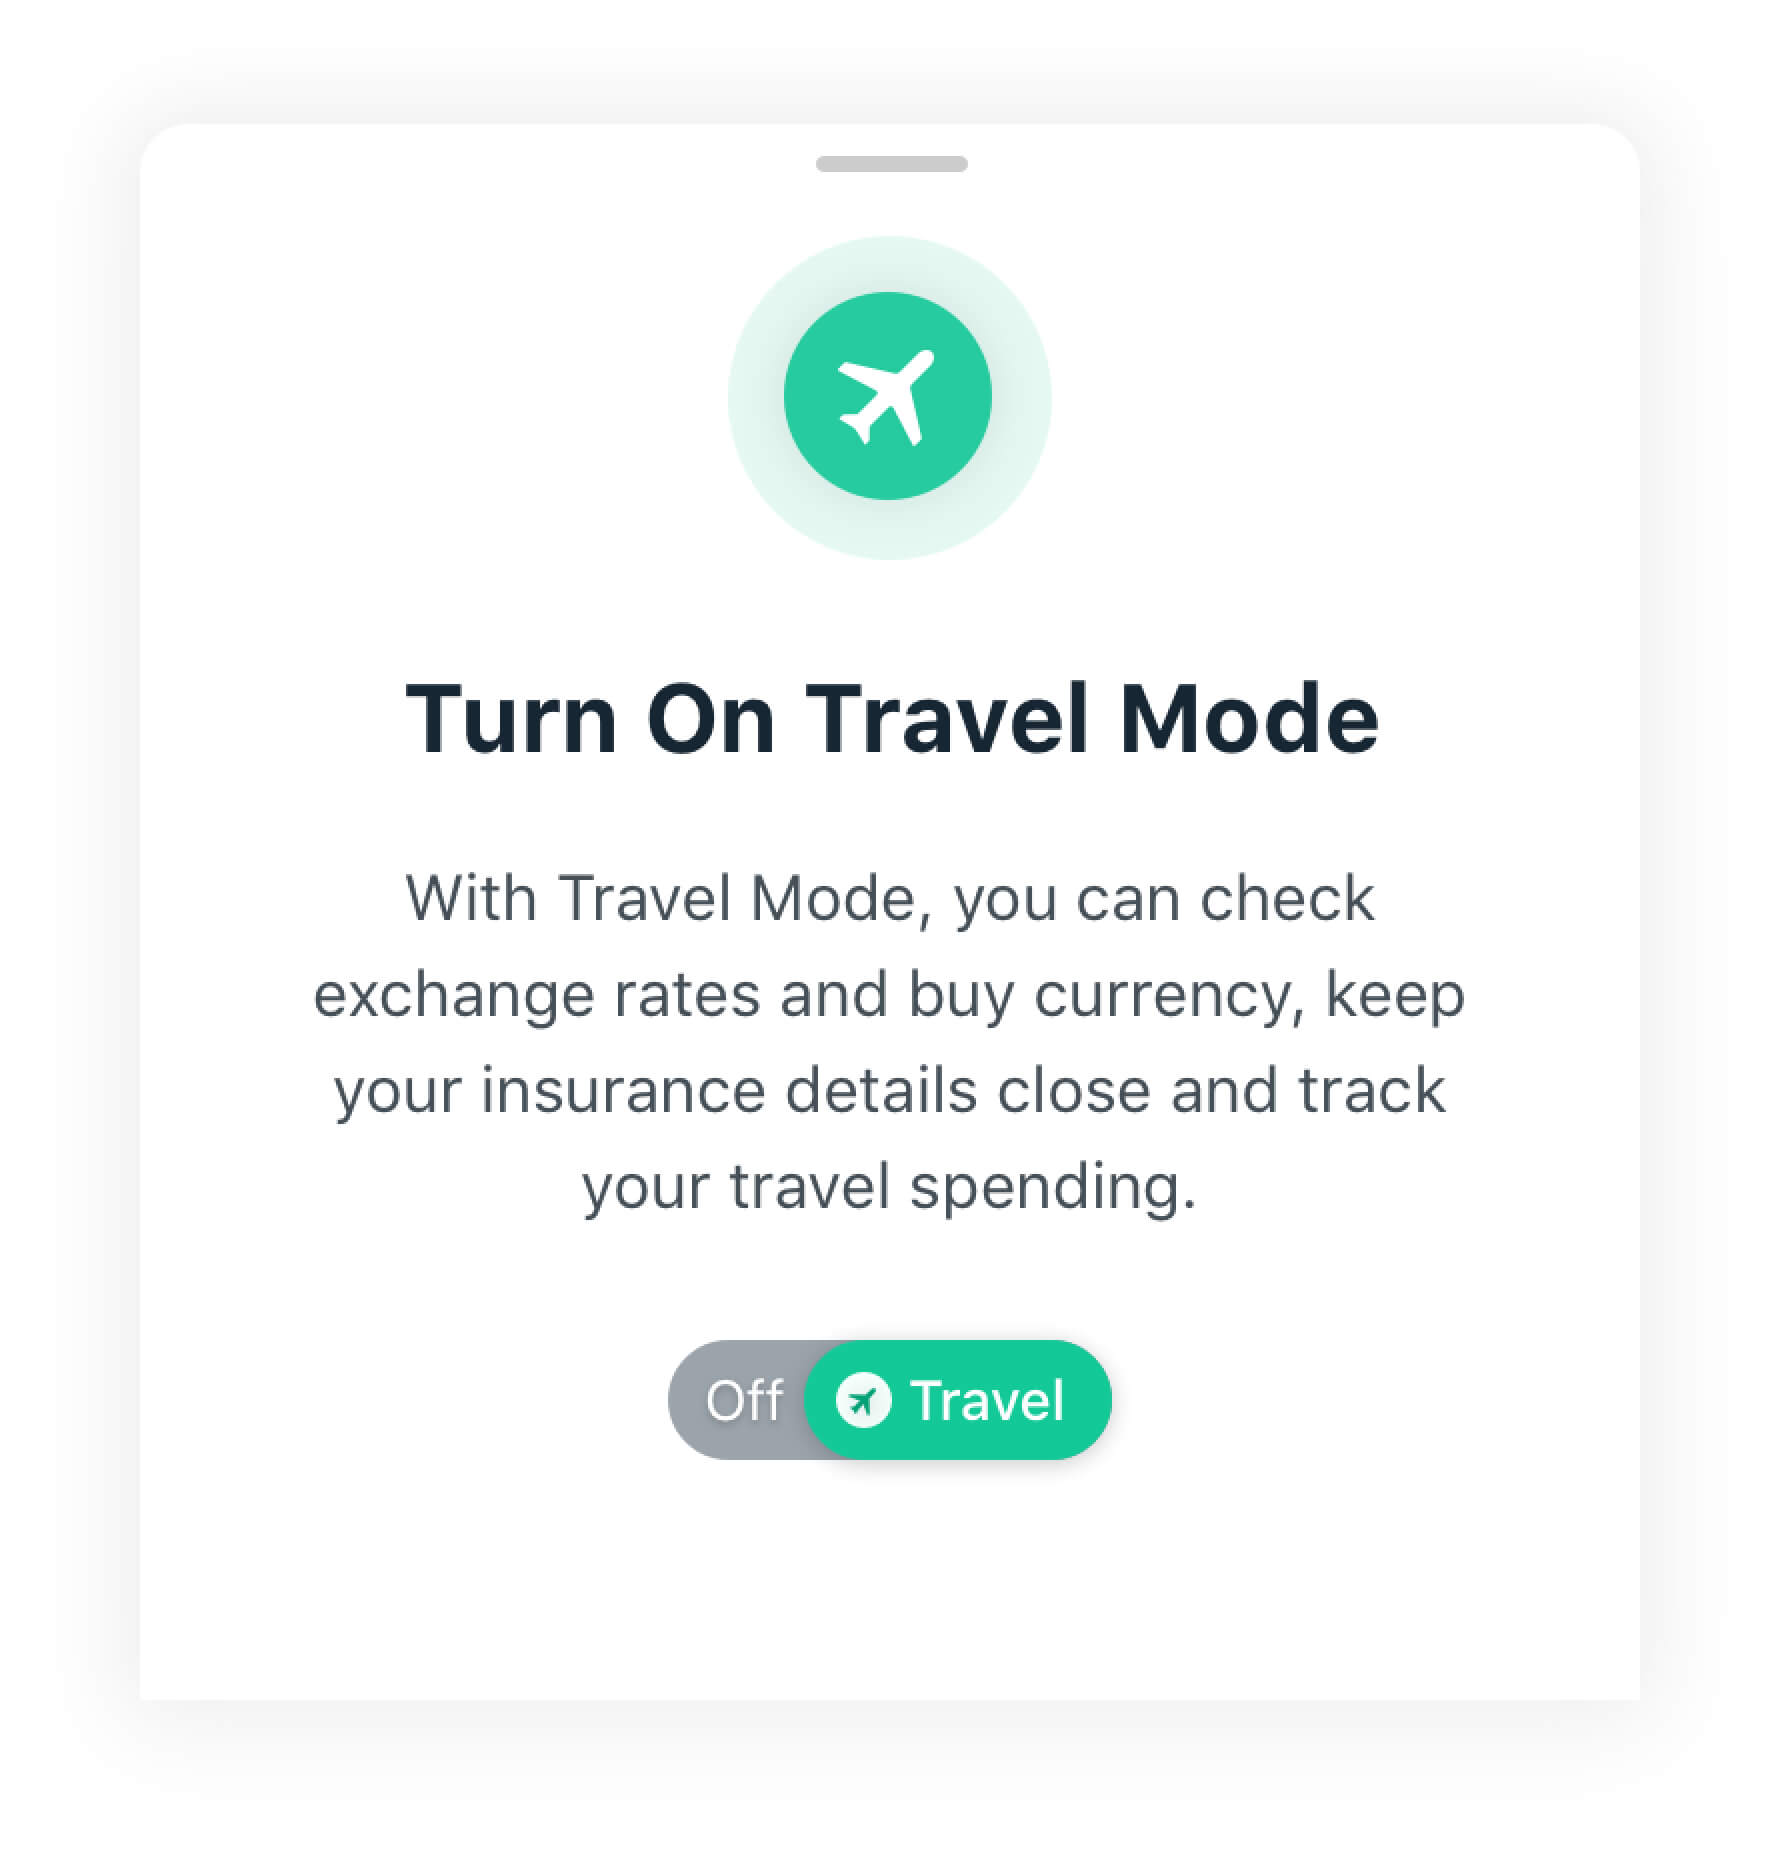 Turn On Travel Mode
With Travel Mode, you can check
exchange rates and buy currency, keep
your insurance details close and track
your travel spending.
Off Travel